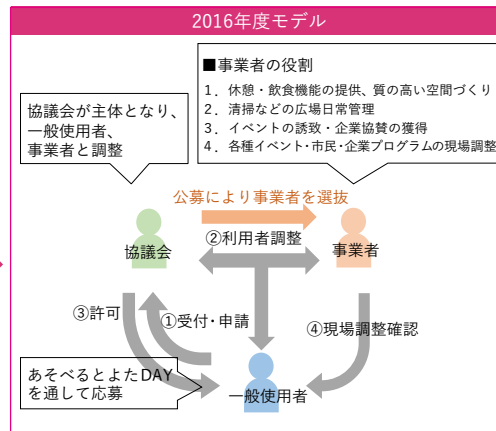 2016年度モデル
■事業者の役割
1．休憩・飲食機能の提供、質の高い空間づくり
2．清掃などの広場日常管理
3．イベントの誘致・企業協賛の獲得
4．各種イベント・市民・企業プログラムの現場調整
協議会が主体となり、
一般使用者、
事業者と調整
公募により事業者を選抜
②利用者調整
協議会
事業者
③許可
①受付・申請
④現場調整確認
あそべるとよたDAY
を通して応募
一般使用者